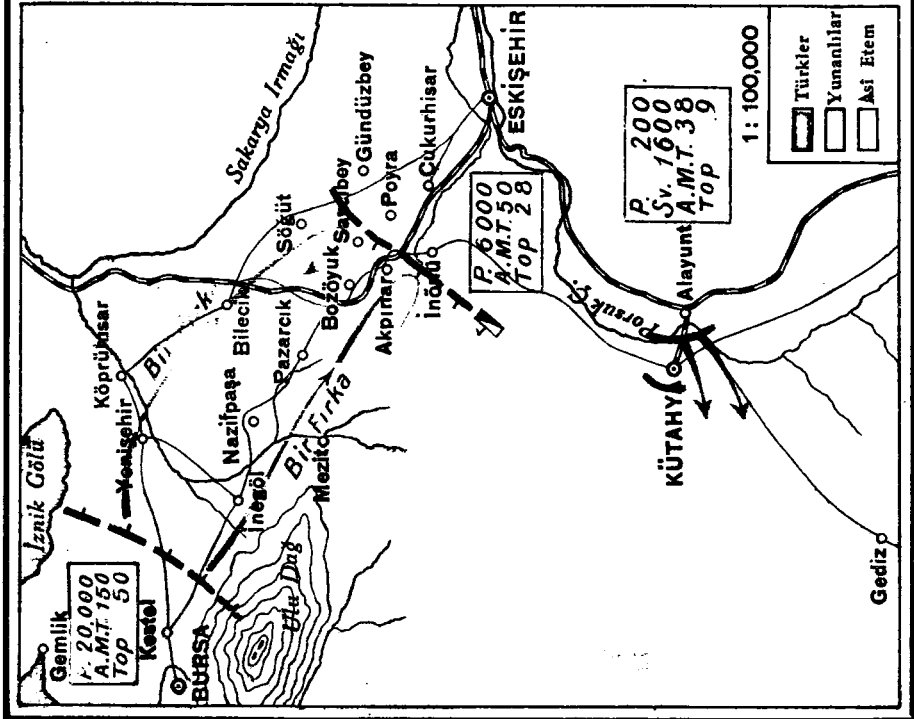 Gemlik
İznik Gölü
P. 20,000
A.M.T. 150
Top 50
Kestel
BURSA
Ulu Dağ
Yenişehir
Köprühisar
İnegöl
Nazifpaşa
Mezit
Bir Fırka
Pazarcık
Bilecik
Sakarya Irmağı
Söğüt
Bozöyük
Akpınar
İnönü
Gündüzbey
Poyra
Çukurhisar
ESKİŞEHİR
P. 6000
A.M.T. 50
Top 28
Porsuk Ç.
KÜTAHYA
Alayunt
Gediz
P. 200
Sv. 1600
A.M.T. 38
Top 9
1:100,000
Türkler
Yunanlılar
Asi Etem